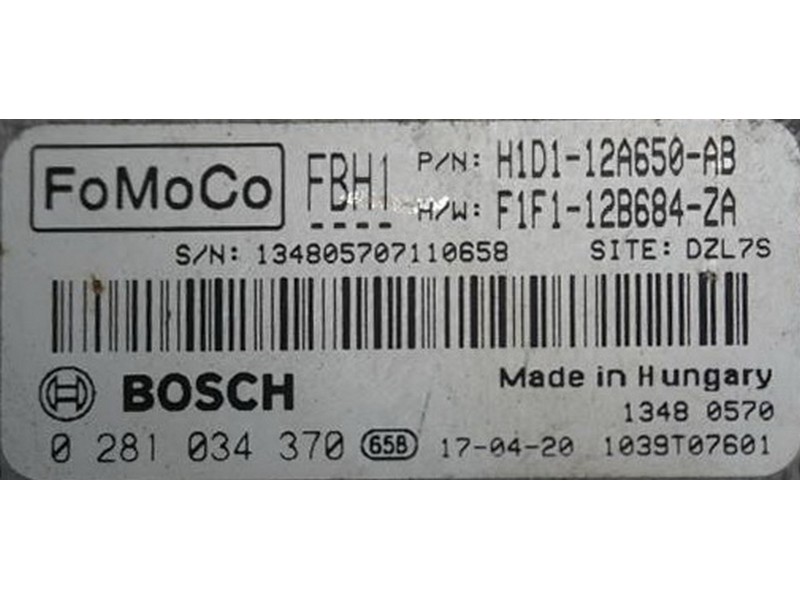 FoMoCo FBH1 P/N: H1D1-12A650-AB
H/W: F1F1-12B684-ZA
S/N: 134805707110658 SITE: DZL7S
BOSCH Made in Hungary
1348 0570
0 281 034 370 65B 17-04-20 1039T07601